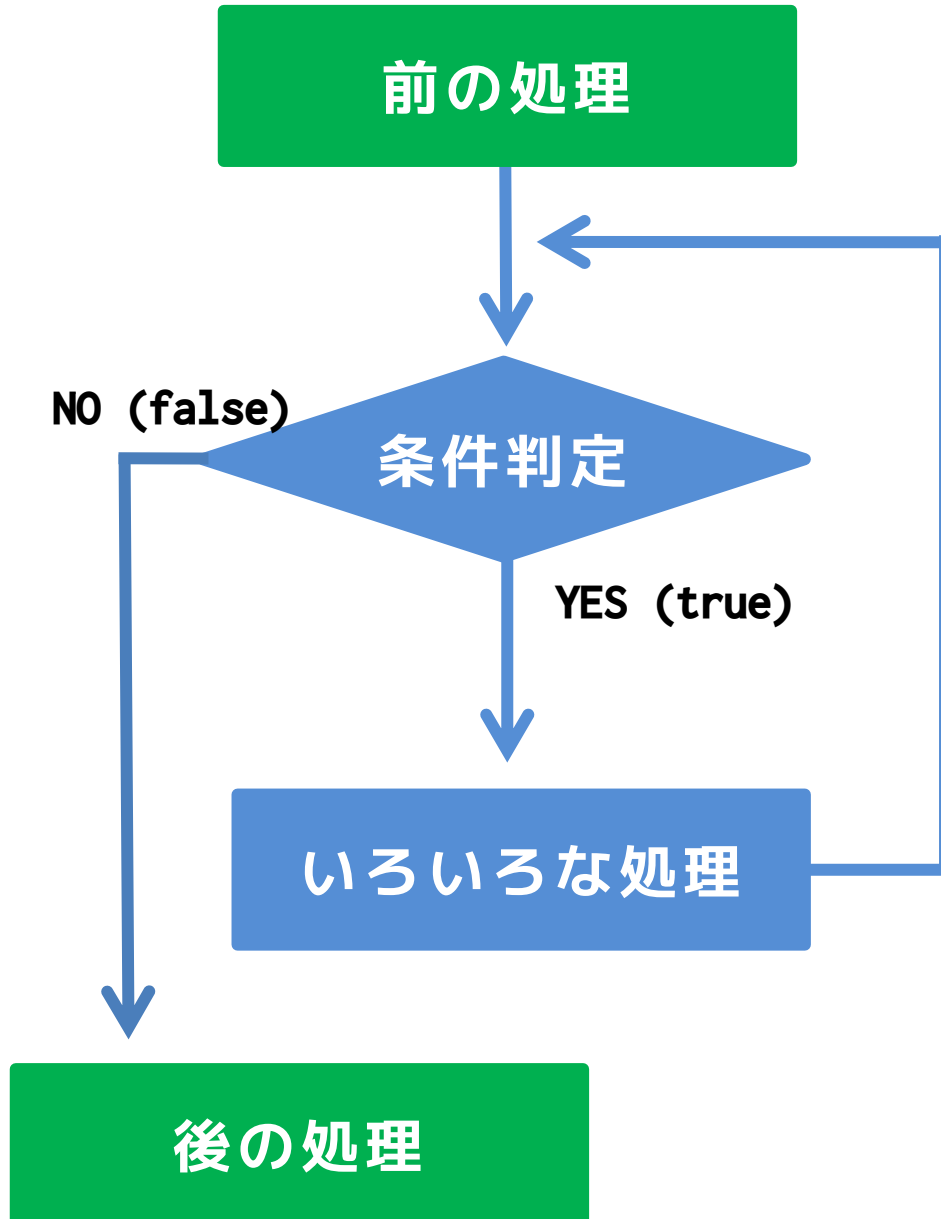 前の処理
NO (false)
条件判定
YES (true)
いろいろな処理
後の処理